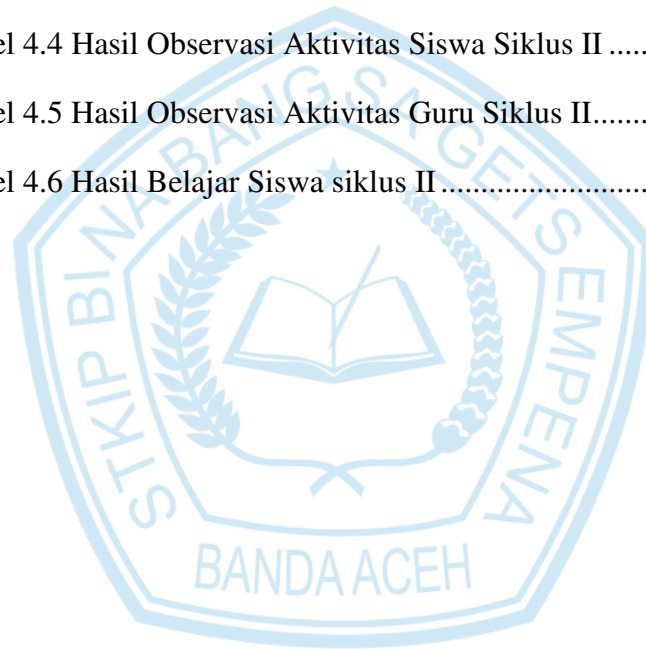 el 4.4 Hasil Observasi Aktivitas Siswa Siklus II .....
el 4.5 Hasil Observasi Aktivitas Guru Siklus II.......
el 4.6 Hasil Belajar Siswa siklus II ..........................
STKIP BINA BANGSA GETSEMPENA
BANDA ACEH